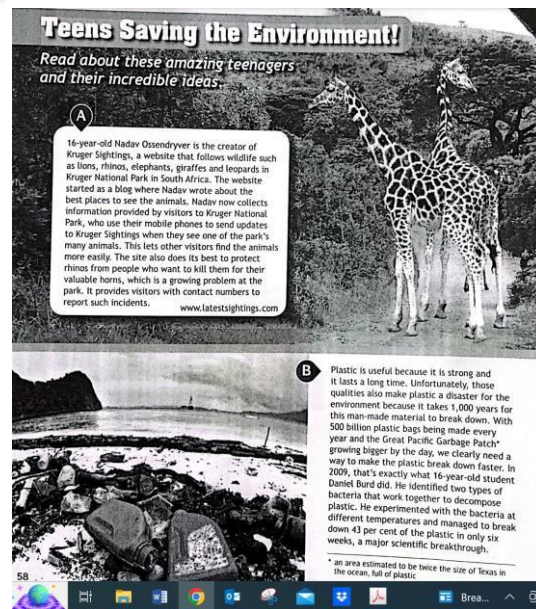 Teens Saving the Environment!
Read about these amazing teenagers
and their incredible ideas.
A
16-year-old Nadav Ossendryver is the creator of
Kruger Sightings, a website that follows wildlife such
as lions, rhinos, elephants, giraffes and leopards in
Kruger National Park in South Africa. The website
started as a blog where Nadav wrote about the
best places to see the animals. Nadav now collects
information provided by visitors to Kruger National
Park, who use their mobile phones to send updates
to Kruger Sightings when they see one of the park's
many animals. This lets other visitors find the animals
more easily. The site also does its best to protect
rhinos from people who want to kill them for their
valuable horns, which is a growing problem at the
park. It provides visitors with contact numbers to
report such incidents.
www.latestsightings.com
B
Plastic is useful because it is strong and
it lasts a long time. Unfortunately, those
qualities also make plastic a disaster for the
environment because it takes 1,000 years for
this man-made material to break down. With
500 billion plastic bags being made every
year and the Great Pacific Garbage Patch*
growing bigger by the day, we clearly need a
way to make the plastic break down faster. In
2009, that's exactly what 16-year-old student
Daniel Burd did. He identified two types of
bacteria that work together to decompose
plastic. He experimented with the bacteria at
different temperatures and managed to break
down 43 per cent of the plastic in only six
weeks, a major scientific breakthrough.
* an area estimated to be twice the size of Texas in
the ocean, full of plastic
58
Brea...